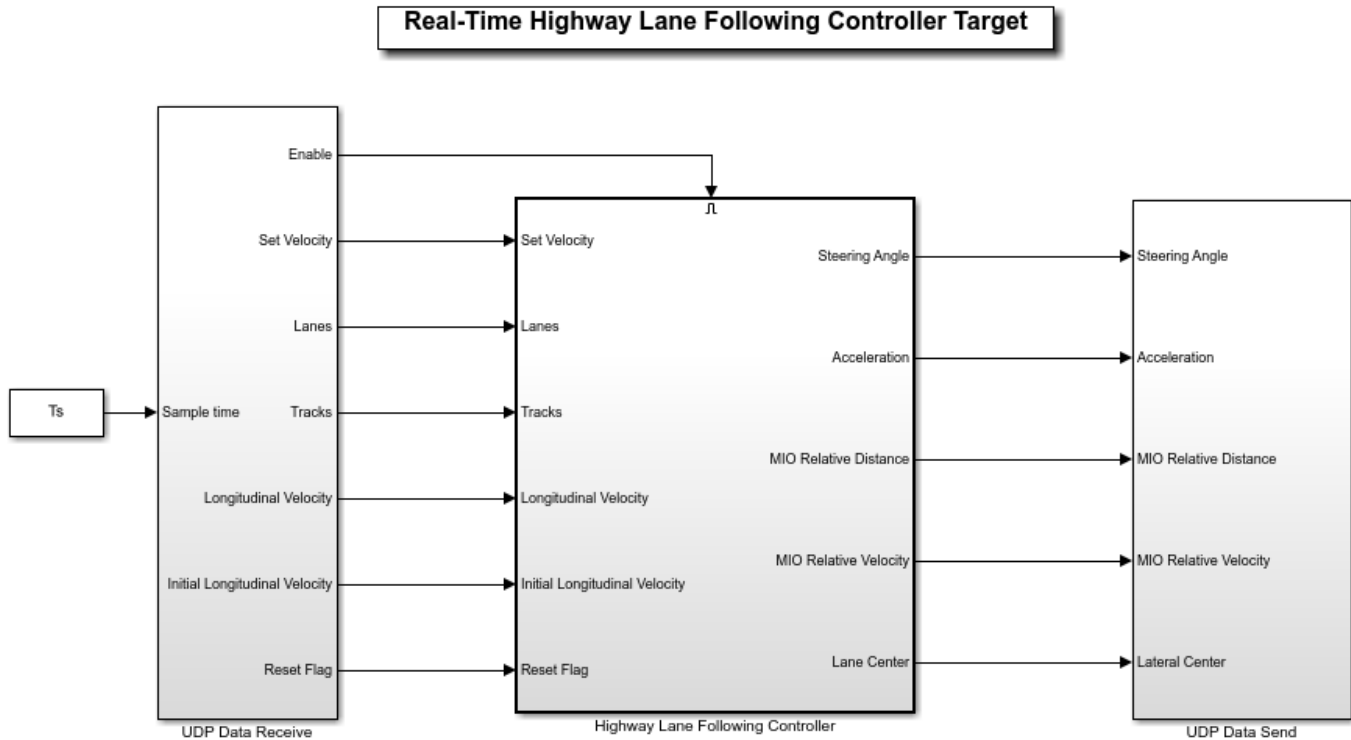 Real-Time Highway Lane Following Controller Target
Ts
Sample time
Enable
Set Velocity
Lanes
Tracks
Longitudinal Velocity
Initial Longitudinal Velocity
Reset Flag
UDP Data Receive
Set Velocity
Lanes
Tracks
Longitudinal Velocity
Initial Longitudinal Velocity
Reset Flag
Steering Angle
Acceleration
MIO Relative Distance
MIO Relative Velocity
Lane Center
Highway Lane Following Controller
Steering Angle
Acceleration
MIO Relative Distance
MIO Relative Velocity
Lateral Center
UDP Data Send